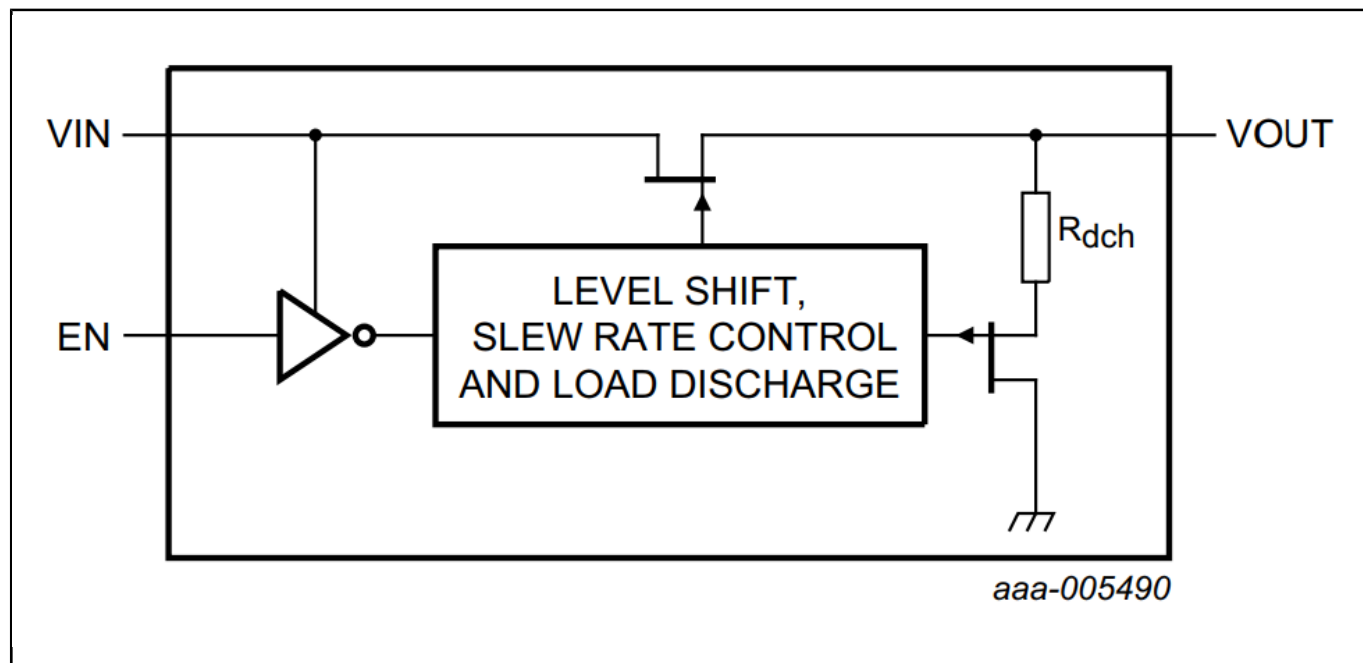 VIN
VOUT
Rdch
LEVEL SHIFT,
SLEW RATE CONTROL
AND LOAD DISCHARGE
EN
aaa-005490